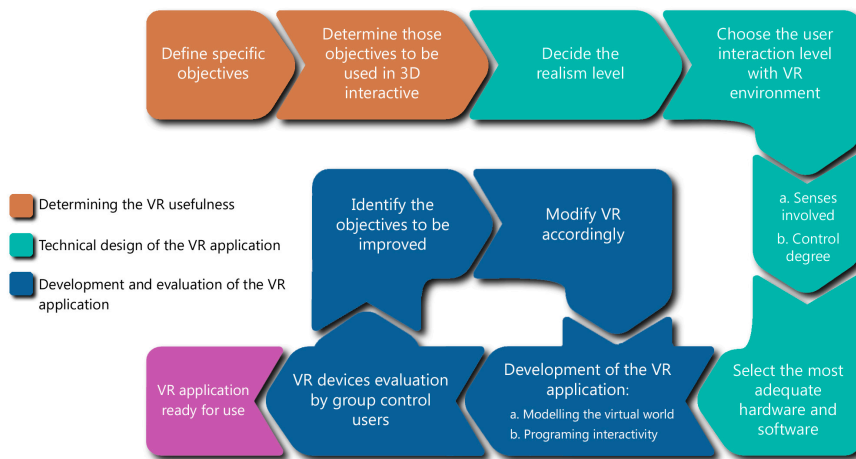 Define specific
objectives
Determine those
objectives to be
used in 3D
interactive
Decide the
realism level
Choose the user
interaction level
with VR
environment
a. Senses
involved
b. Control
degree
Select the most
adequate
hardware and
software
Development of the VR
application:
a. Modelling the virtual world
b. Programing interactivity
VR devices evaluation
by group control
users
Identify the
objectives to be
improved
Modify VR
accordingly
VR application
ready for use
Determining the VR usefulness
Technical design of the VR application
Development and evaluation of the VR
application